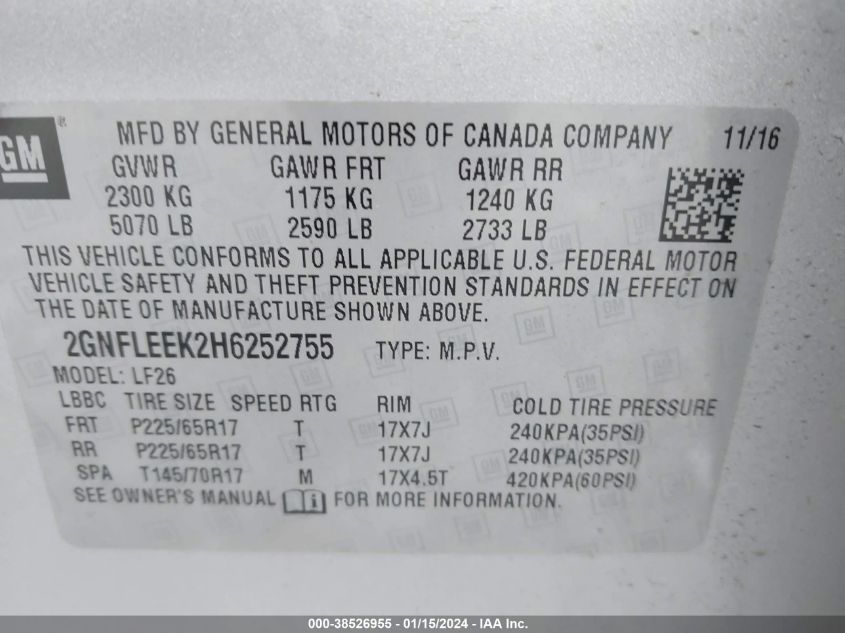 GM®
MFD BY GENERAL MOTORS OF CANADA COMPANY 11/16
GVWR GAWR FRT GAWR RR
2300 KG 1175 KG 1240 KG
5070 LB 2590 LB 2733 LB
THIS VEHICLE CONFORMS TO ALL APPLICABLE U.S. FEDERAL MOTOR
VEHICLE SAFETY AND THEFT PREVENTION STANDARDS IN EFFECT ON
THE DATE OF MANUFACTURE SHOWN ABOVE.
2GNFLEEK2H6252755 TYPE: M.P.V.
MODEL: LF26
LBBC TIRE SIZE SPEED RTG RIM COLD TIRE PRESSURE
FRT P225/65R17 T 17X7J 240KPA(35PSI)
RR P225/65R17 T 17X7J 240KPA(35PSI)
SPA T145/70R17 M 17X4.5T 420KPA(60PSI)
SEE OWNER'S MANUAL FOR MORE INFORMATION.
000-38526955 - 01/15/2024 - IAA Inc.